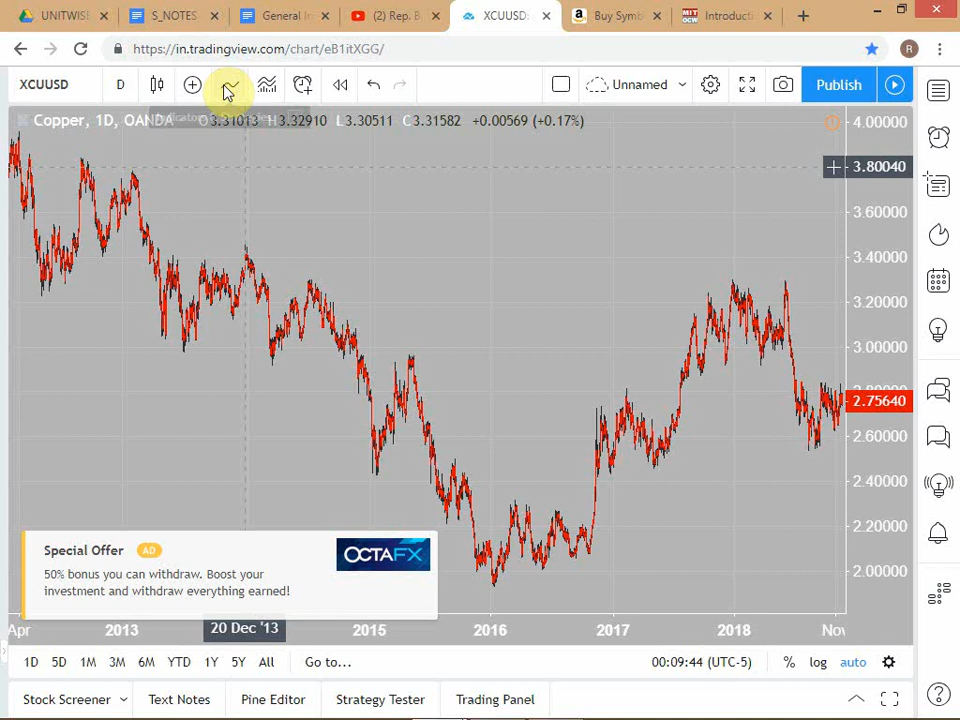 UNITWIS
S_NOTES
General In
(2) Rep. B
XCUUSD:
Buy Symb
Introducti
https://in.tradingview.com/chart/eB1itXGG/
R
XCUUSD D Unnamed Publish
Copper, 1D, OANDA O3.31013 H3.32910 L3.30511 C3.31582 +0.00569 (+0.17%)
4.00000
3.80040
3.60000
3.40000
3.20000
3.00000
2.80000
2.75640
2.60000
2.40000
2.20000
2.00000
Special Offer AD
50% bonus you can withdraw. Boost your
investment and withdraw everything earned!
OCTAFX
Apr 2013 20 Dec '13 2015 2016 2017 2018 Nov
1D 5D 1M 3M 6M YTD 1Y 5Y All Go to... 00:09:44 (UTC-5) % log auto
Stock Screener Text Notes Pine Editor Strategy Tester Trading Panel